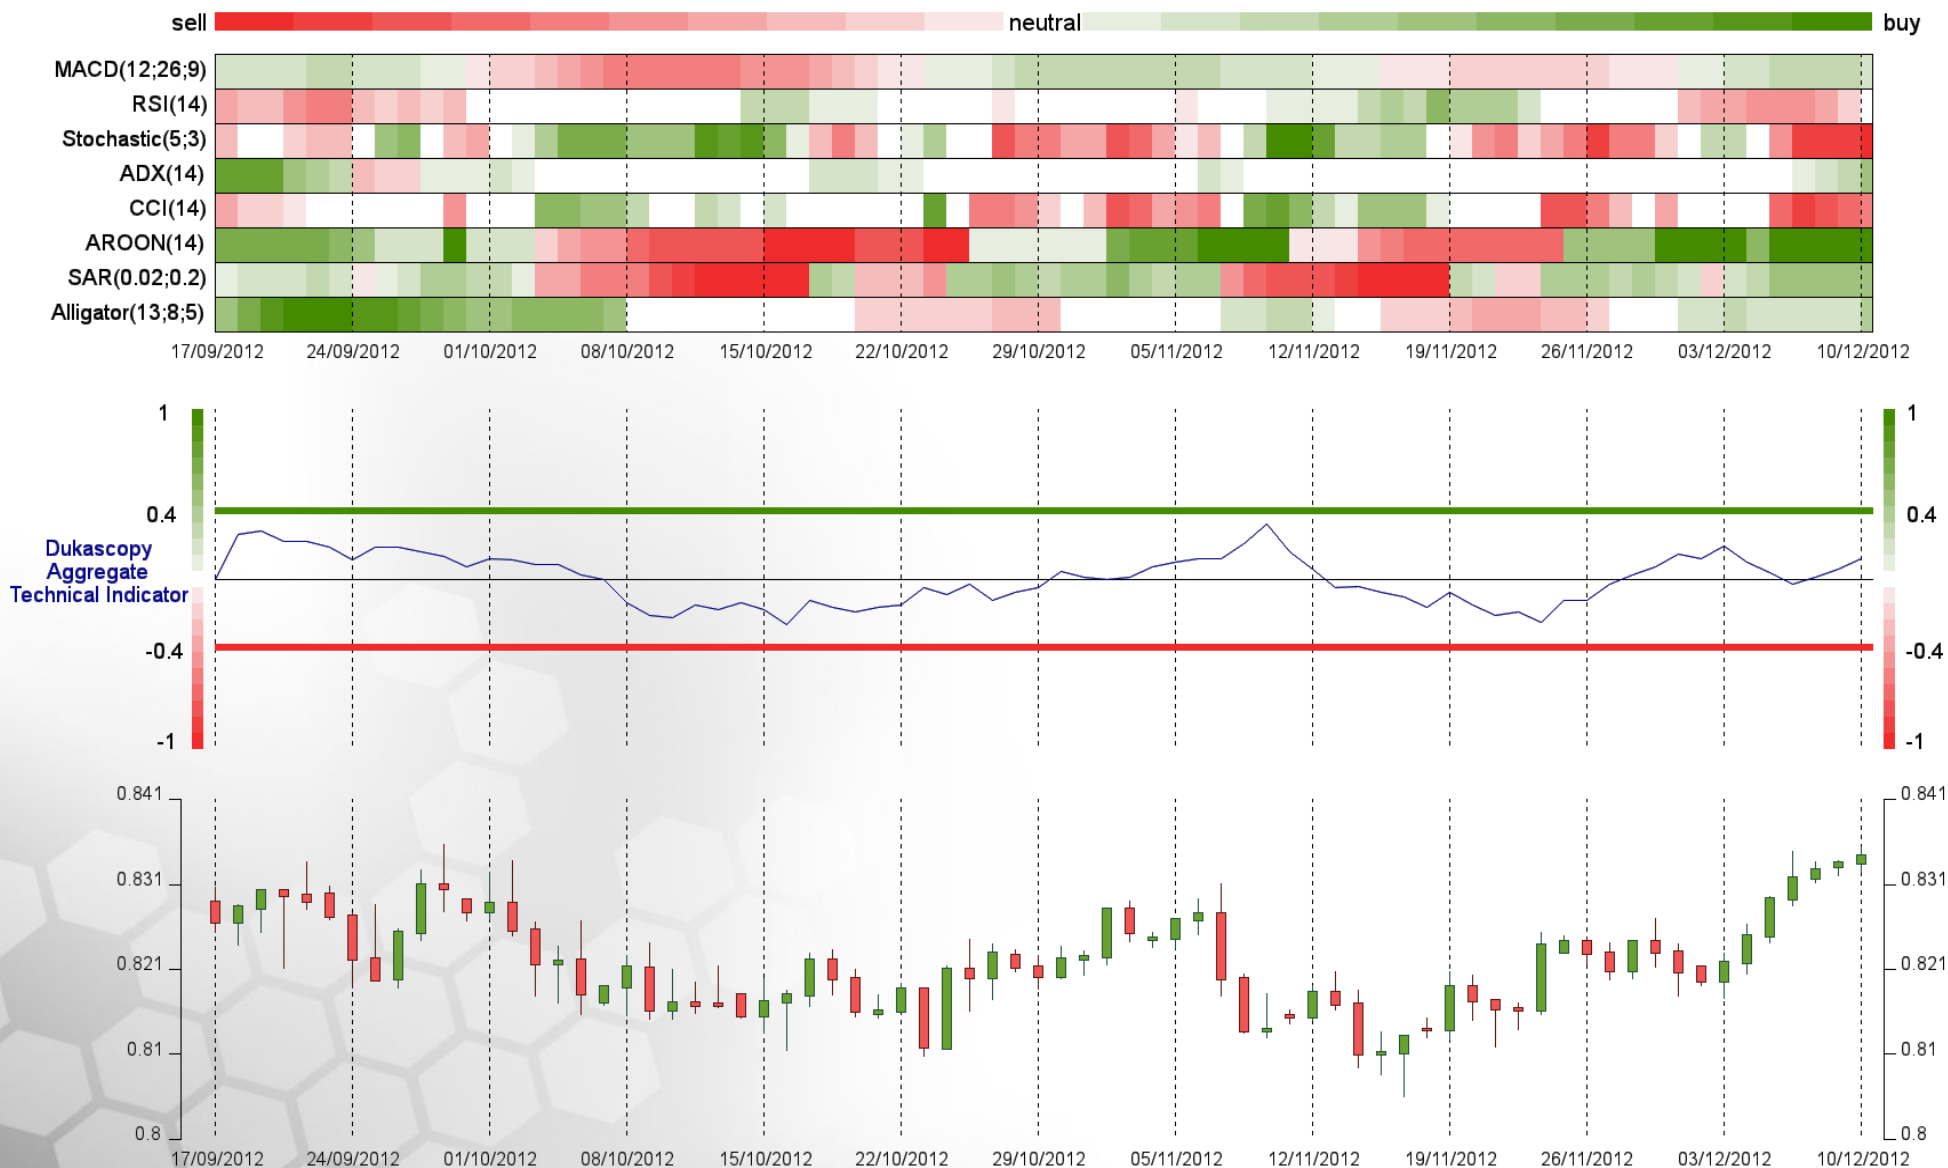 sell neutral buy
MACD(12;26;9)
RSI(14)
Stochastic(5;3)
ADX(14)
CCI(14)
AROON(14)
SAR(0.02;0.2)
Alligator(13;8;5)
17/09/2012 24/09/2012 01/10/2012 08/10/2012 15/10/2012 22/10/2012 29/10/2012 05/11/2012 12/11/2012 19/11/2012 26/11/2012 03/12/2012 10/12/2012
1 1
0.4 0.4
Dukascopy
Aggregate
Technical Indicator
-0.4 -0.4
-1 -1
0.841 0.841
0.831 0.831
0.821 0.821
0.81 0.81
0.8 0.8
17/09/2012 24/09/2012 01/10/2012 08/10/2012 15/10/2012 22/10/2012 29/10/2012 05/11/2012 12/11/2012 19/11/2012 26/11/2012 03/12/2012 10/12/2012